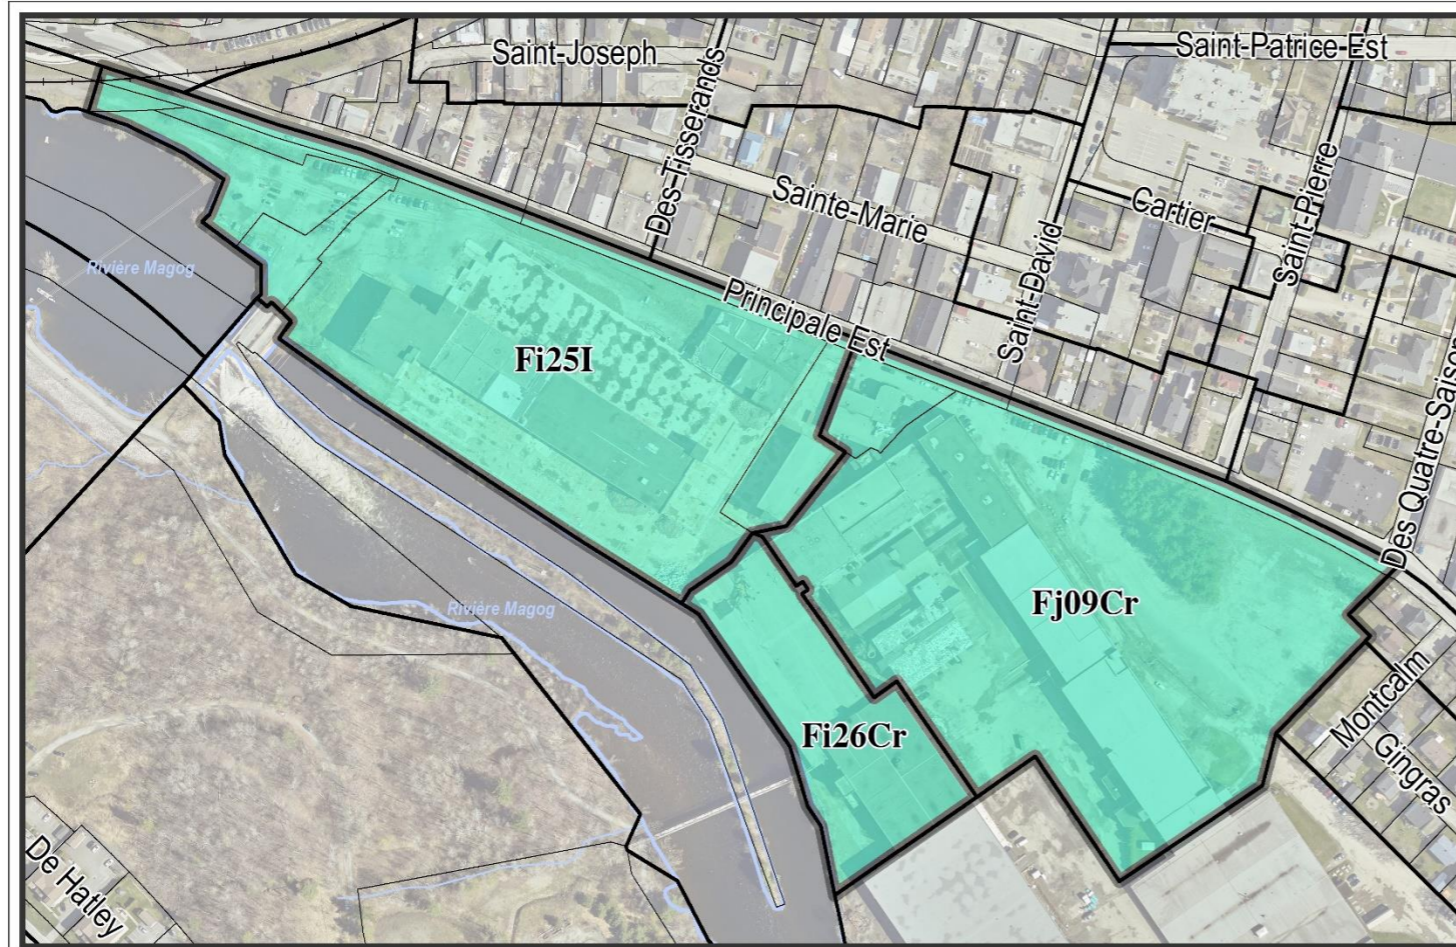 Saint-Joseph
Des-Tisserands
Saint-Patrice-Est
Sainte-Marie
Cartier
Saint-Pierre
Saint-David
Rivière Magog
Principale Est
Fi25I
Des Quatre-Saison
Fj09Cr
Rivière Magog
Fi26Cr
Montcalm
Gingras
De Hatley